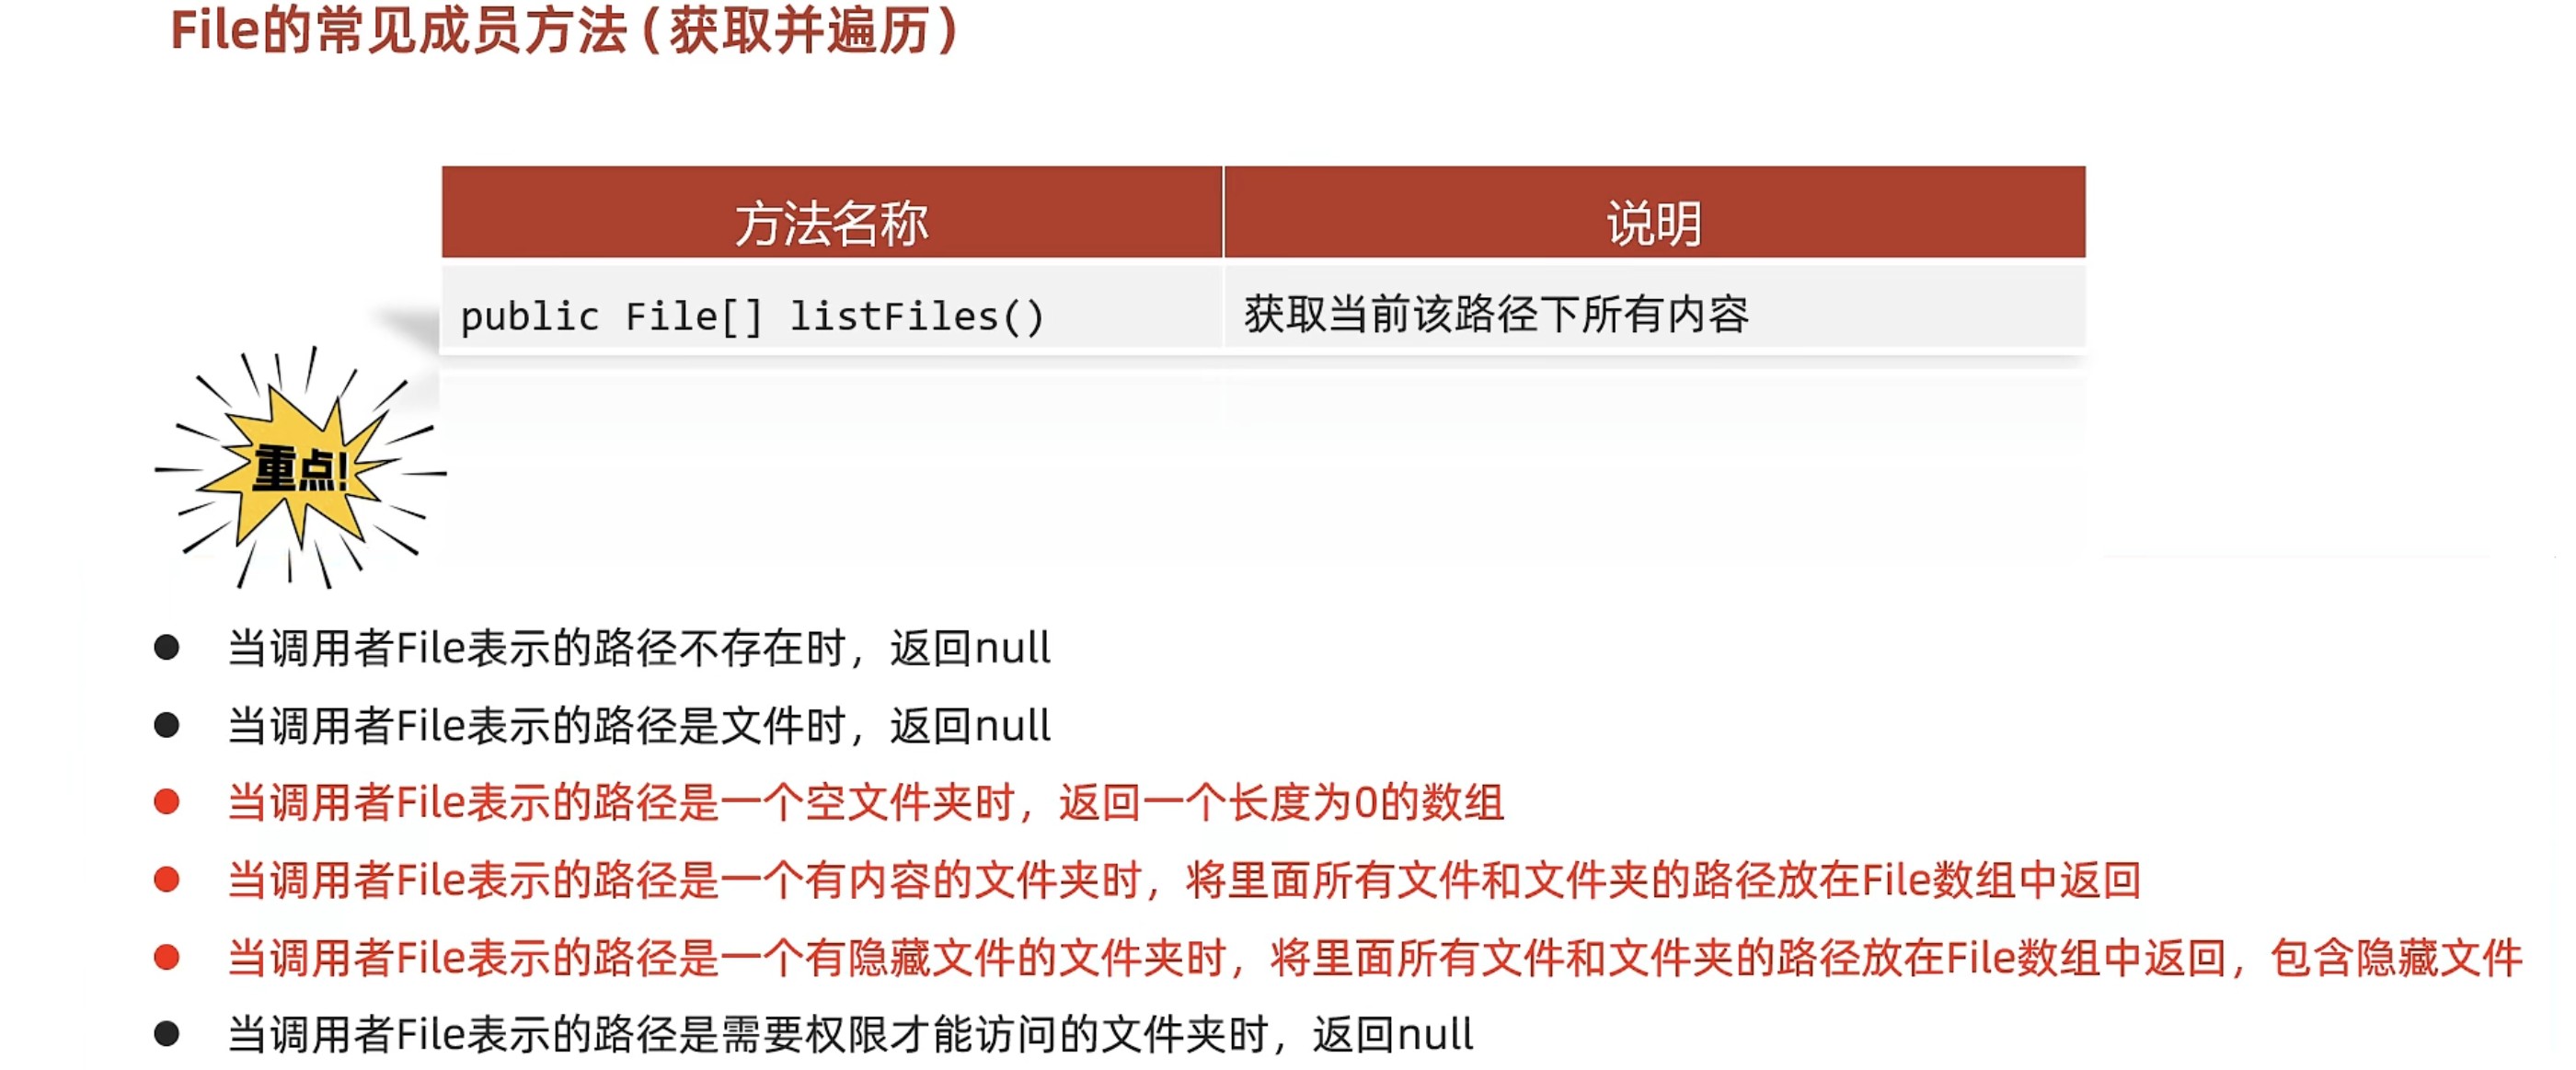 File的常见成员方法(获取并遍历)
方法名称 说明
public File[] listFiles() 获取当前该路径下所有内容
重点!
当调用者File表示的路径不存在时，返回null
当调用者File表示的路径是文件时，返回null
当调用者File表示的路径是一个空文件夹时，返回一个长度为0的数组
当调用者File表示的路径是一个有内容的文件夹时，将里面所有文件和文件夹的路径放在File数组中返回
当调用者File表示的路径是一个有隐藏文件的文件夹时，将里面所有文件和文件夹的路径放在File数组中返回，包含隐藏文件
当调用者File表示的路径是需要权限才能访问的文件夹时，返回null